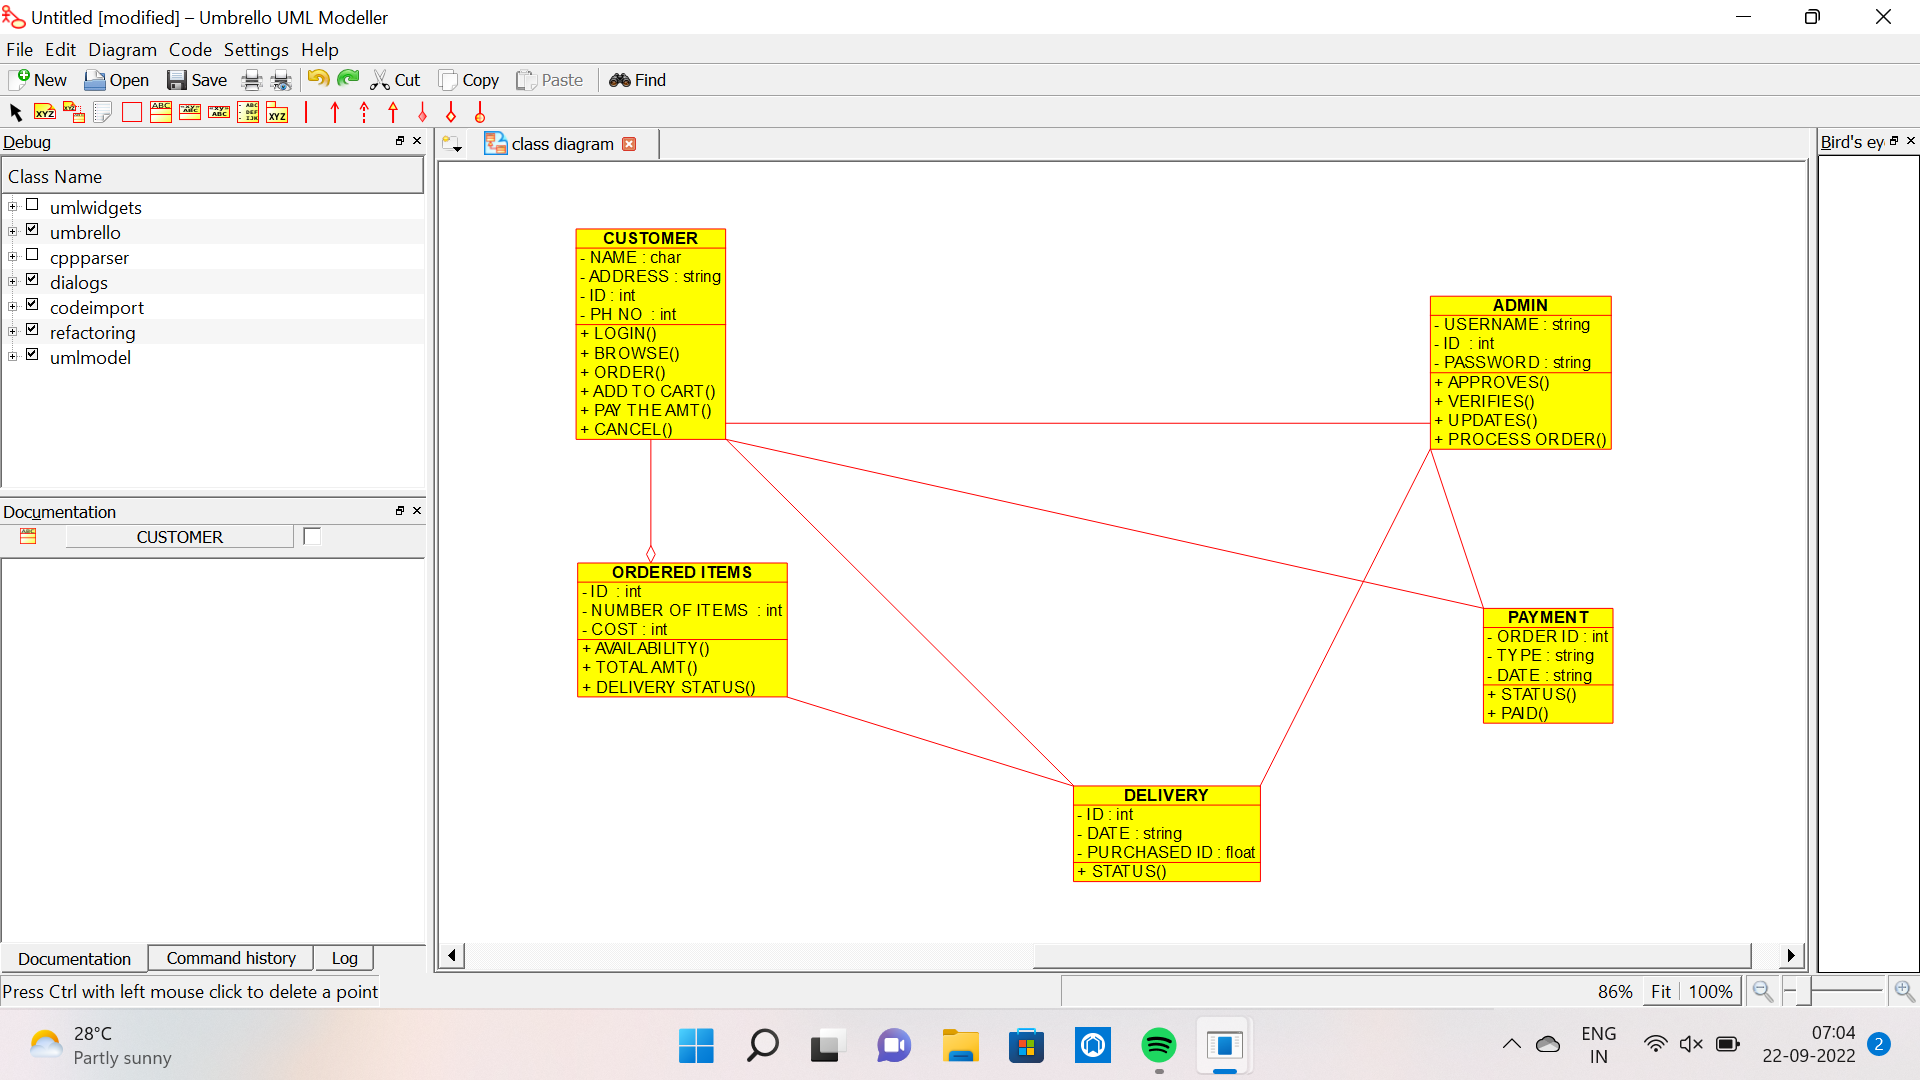 Untitled [modified] – Umbrello UML Modeller
File Edit Diagram Code Settings Help
New Open Save Cut Copy Paste Find
Debug
class diagram
Bird's ey
Class Name
umlwidgets
umbrello
cppparser
dialogs
codeimport
refactoring
umlmodel
Documentation
CUSTOMER
CUSTOMER
- NAME : char
- ADDRESS : string
- ID : int
- PH NO  : int
+ LOGIN()
+ BROWSE()
+ ORDER()
+ ADD TO CART()
+ PAY THE AMT()
+ CANCEL()
ADMIN
- USERNAME : string
- ID  : int
- PASSWORD : string
+ APPROVES()
+ VERIFIES()
+ UPDATES()
+ PROCESS ORDER()
ORDERED ITEMS
- ID  : int
- NUMBER OF ITEMS  : int
- COST : int
+ AVAILABILITY()
+ TOTAL AMT()
+ DELIVERY STATUS()
PAYMENT
- ORDER ID : int
- TYPE : string
- DATE : string
+ STATUS()
+ PAID()
DELIVERY
- ID : int
- DATE : string
- PURCHASED ID : float
+ STATUS()
Documentation Command history Log
Press Ctrl with left mouse click to delete a point
86% Fit 100%
28°C
Partly sunny
ENG
IN
07:04
22-09-2022
2